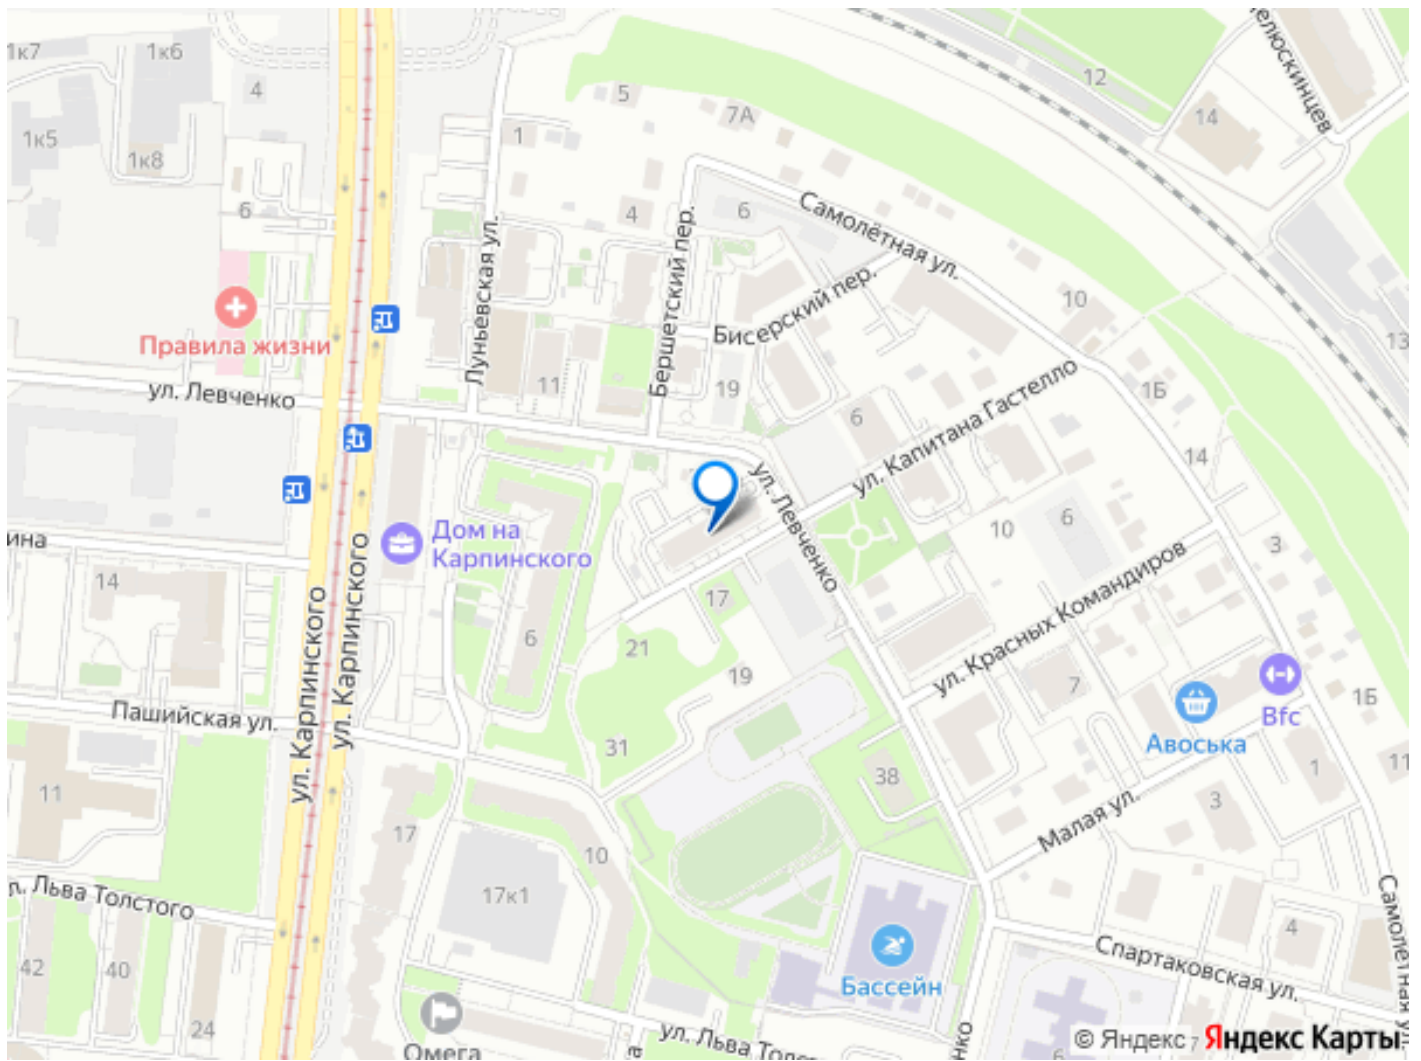 1к7
1к6
4
1к5
1к8
6
5
7А
1
4
6
12
14
13
Правила жизни
ул. Левченко
Луньевская ул.
Бершетский пер.
Самолётная ул.
Бисерский пер.
11
19
6
10
1Б
14
ул. Капитана Гастелло
ул. Левченко
ина
14
Дом на
Карпинского
ул. Карпинского
ул. Карпинского
6
17
21
19
31
10
6
3
ул. Красных Командиров
7
Bfc
Авоська
1Б
11
1
3
Малая ул.
38
Пашийская ул.
11
17
10
17к1
Льва Толстого
42
40
24
Омега
ул. Льва Толстого
Бассейн
4
Спартаковская ул.
Самолётная ул.
6
7
нко
© Яндекс
Яндекс Карты